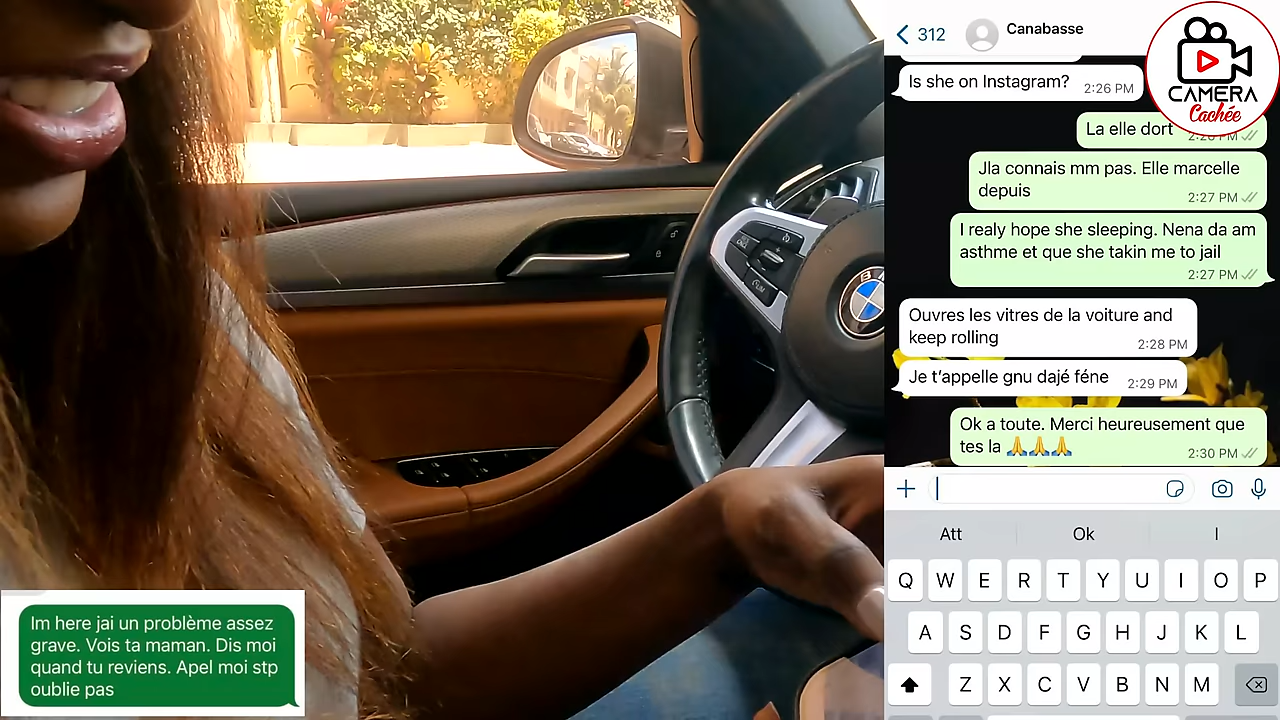 312
Canabasse
CAMERA
Cachée
Is she on Instagram?
2:26 PM
La elle dort
2:26 PM
Jla connais mm pas. Elle marcelle
depuis
2:27 PM
I realy hope she sleeping. Nena da am
asthme et que she takin me to jail
2:27 PM
Ouvres les vitres de la voiture and
keep rolling
2:28 PM
Je t'appelle gnu dajé féne
2:29 PM
Ok a toute. Merci heureusement que
tes la 🙏🙏🙏
2:30 PM
Att Ok I
Q W E R T Y U I O P
A S D F G H J K L
Z X C V B N M
Im here jai un problème assez
grave. Vois ta maman. Dis moi
quand tu reviens. Apel moi stp
oublie pas